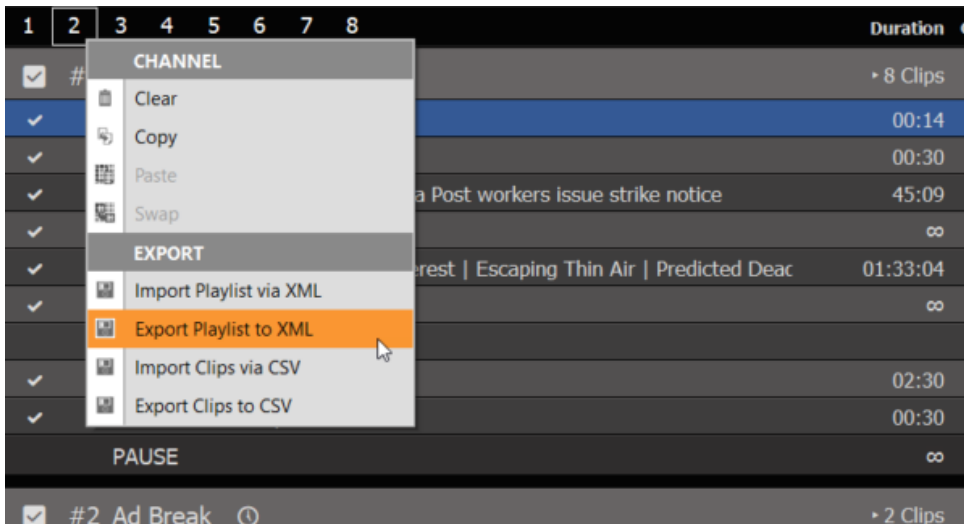 1 2 3 4 5 6 7 8 Duration
# 8 Clips
CHANNEL
Clear
00:14
Copy
00:30
Paste
a Post workers issue strike notice 45:09
Swap
∞
EXPORT
erest | Escaping Thin Air | Predicted Deac 01:33:04
Import Playlist via XML
∞
Export Playlist to XML
Import Clips via CSV
02:30
Export Clips to CSV
00:30
PAUSE ∞
#2 Ad Break 2 Clips